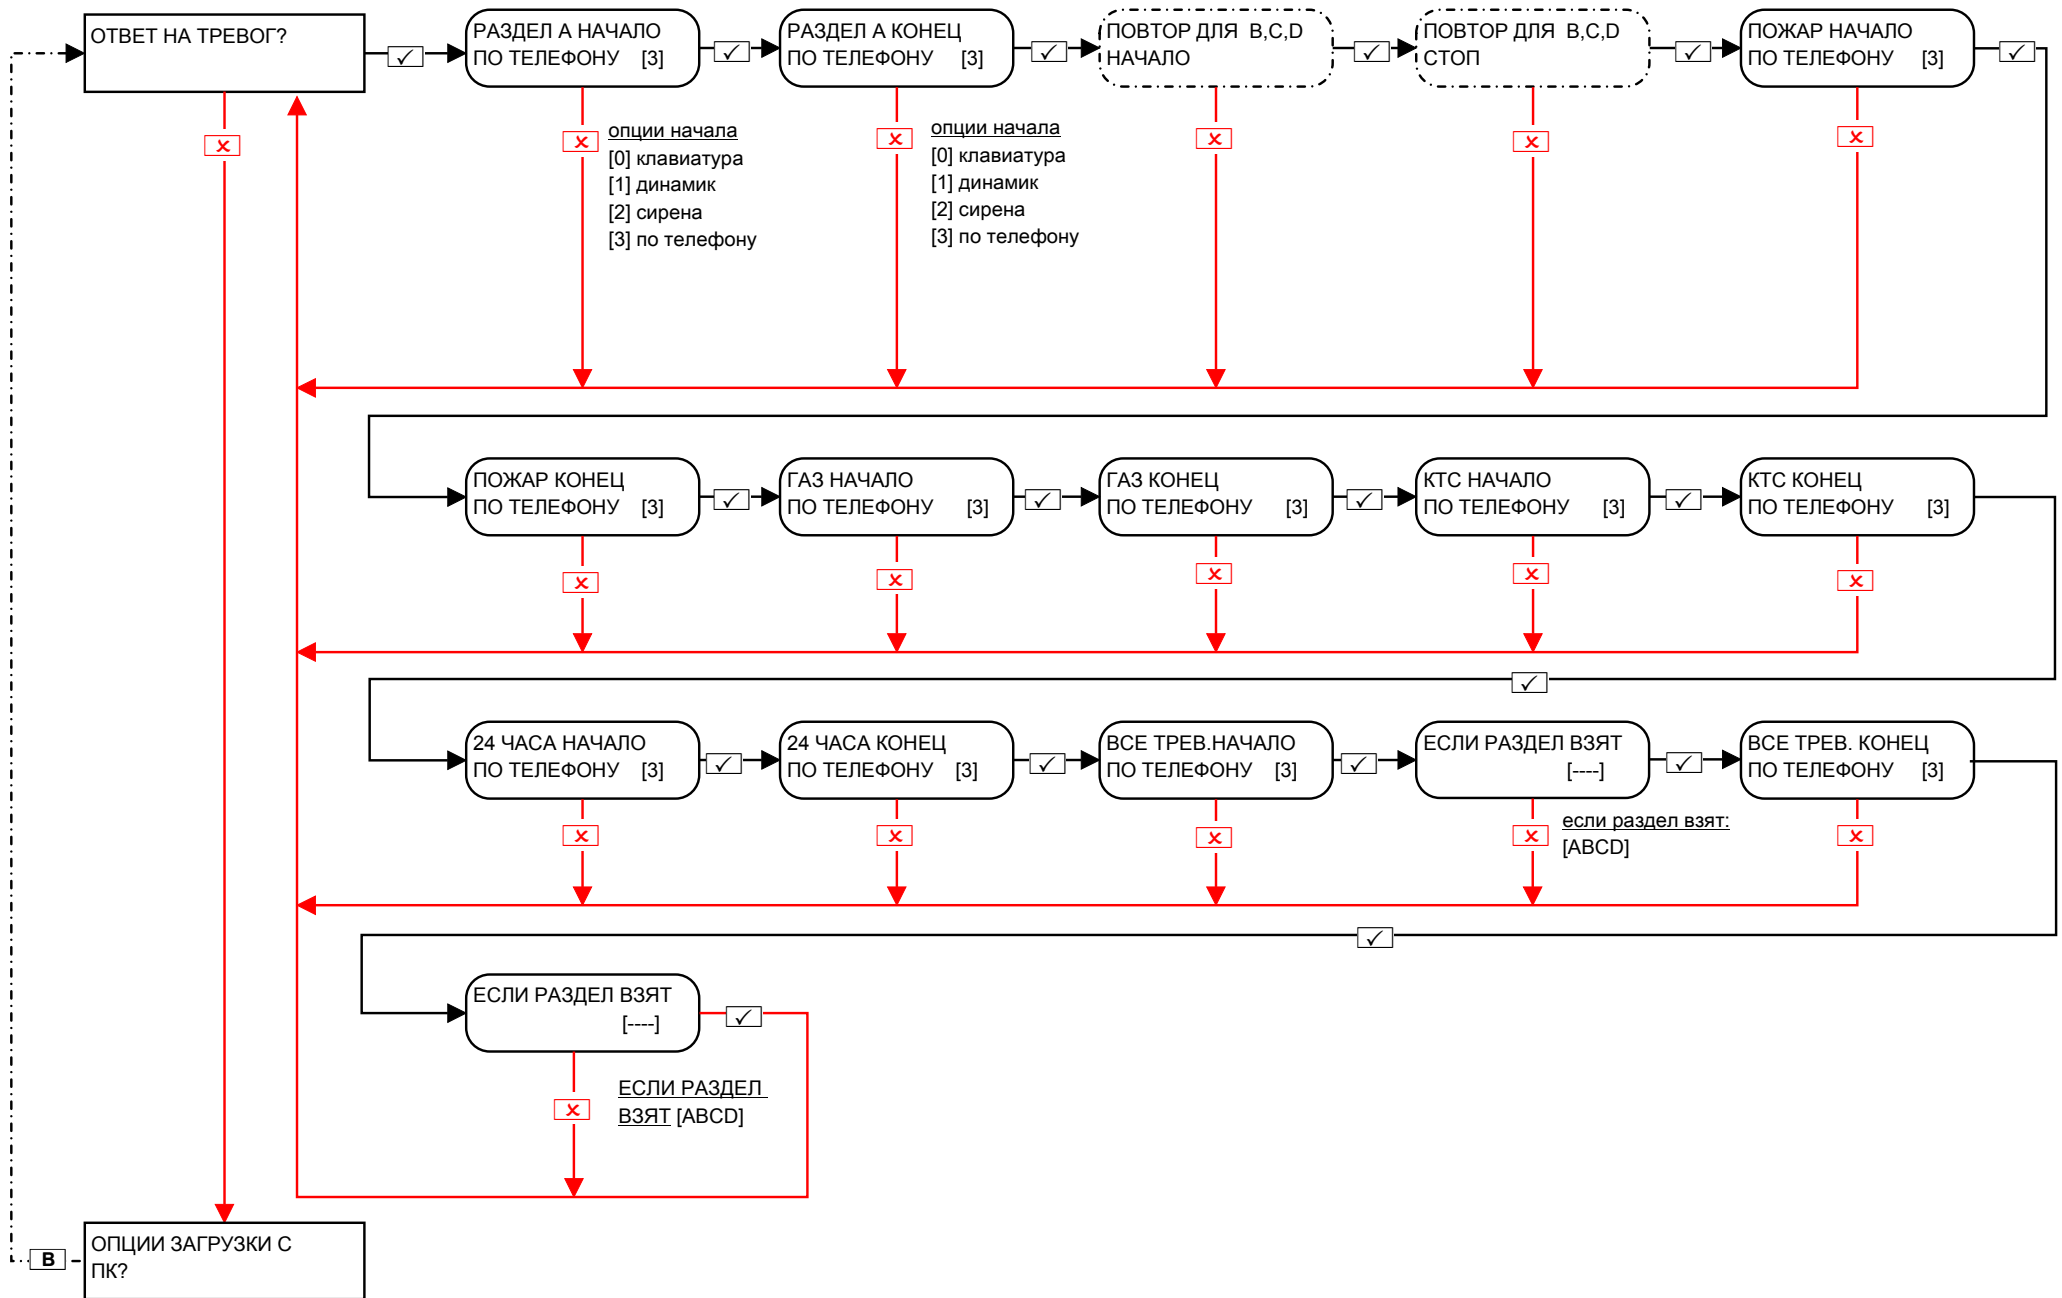 ОТВЕТ НА ТРЕВОГ?
РАЗДЕЛ А НАЧАЛО
ПО ТЕЛЕФОНУ [3]
РАЗДЕЛ А КОНЕЦ
ПО ТЕЛЕФОНУ [3]
ПОВТОР ДЛЯ B,C,D
НАЧАЛО
ПОВТОР ДЛЯ B,C,D
СТОП
ПОЖАР НАЧАЛО
ПО ТЕЛЕФОНУ [3]
опции начала
[0] клавиатура
[1] динамик
[2] сирена
[3] по телефону
опции начала
[0] клавиатура
[1] динамик
[2] сирена
[3] по телефону
ПОЖАР КОНЕЦ
ПО ТЕЛЕФОНУ [3]
ГАЗ НАЧАЛО
ПО ТЕЛЕФОНУ [3]
ГАЗ КОНЕЦ
ПО ТЕЛЕФОНУ [3]
КТС НАЧАЛО
ПО ТЕЛЕФОНУ [3]
КТС КОНЕЦ
ПО ТЕЛЕФОНУ [3]
24 ЧАСА НАЧАЛО
ПО ТЕЛЕФОНУ [3]
24 ЧАСА КОНЕЦ
ПО ТЕЛЕФОНУ [3]
ВСЕ ТРЕВ.НАЧАЛО
ПО ТЕЛЕФОНУ [3]
ЕСЛИ РАЗДЕЛ ВЗЯТ
[----]
ВСЕ ТРЕВ. КОНЕЦ
ПО ТЕЛЕФОНУ [3]
если раздел взят:
[ABCD]
ЕСЛИ РАЗДЕЛ ВЗЯТ
[----]
ЕСЛИ РАЗДЕЛ
ВЗЯТ [ABCD]
B
ОПЦИИ ЗАГРУЗКИ С
ПК?